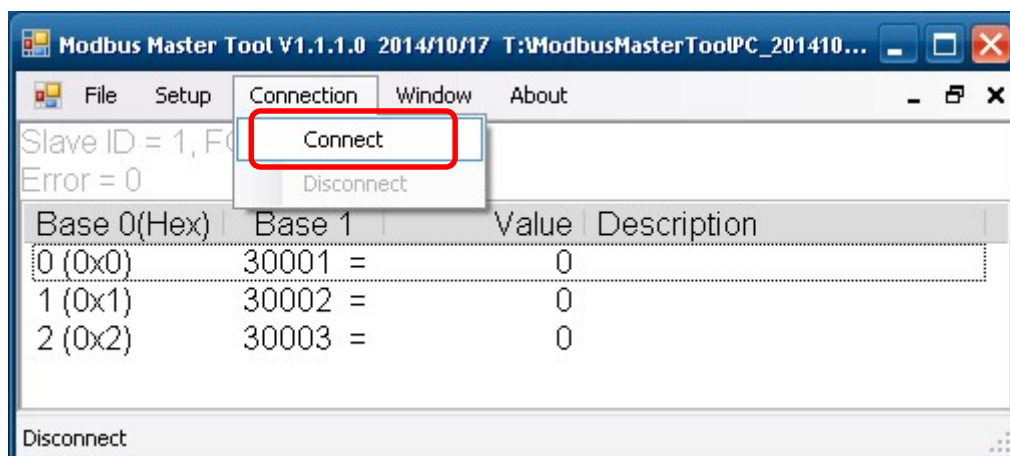 Modbus Master Tool V1.1.1.0 2014/10/17 T:\ModbusMasterToolPC_201410...
File Setup Connection Window About
Connect
Disconnect
Slave ID = 1,
Error = 0
Base 0(Hex) Base 1 Value Description
0 (0x0) 30001 = 0
1 (0x1) 30002 = 0
2 (0x2) 30003 = 0
Disconnect